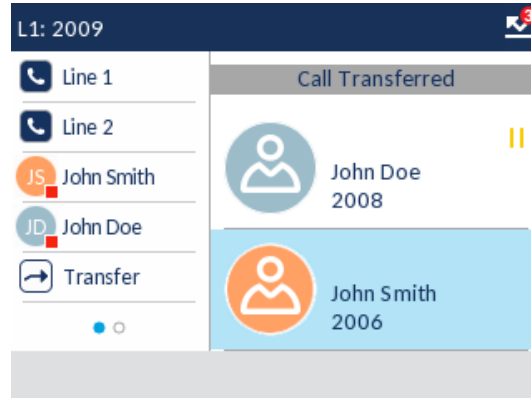 L1: 2009
3
Line 1
Line 2
JS John Smith
JD John Doe
Transfer
Call Transferred
John Doe
2008
John Smith
2006